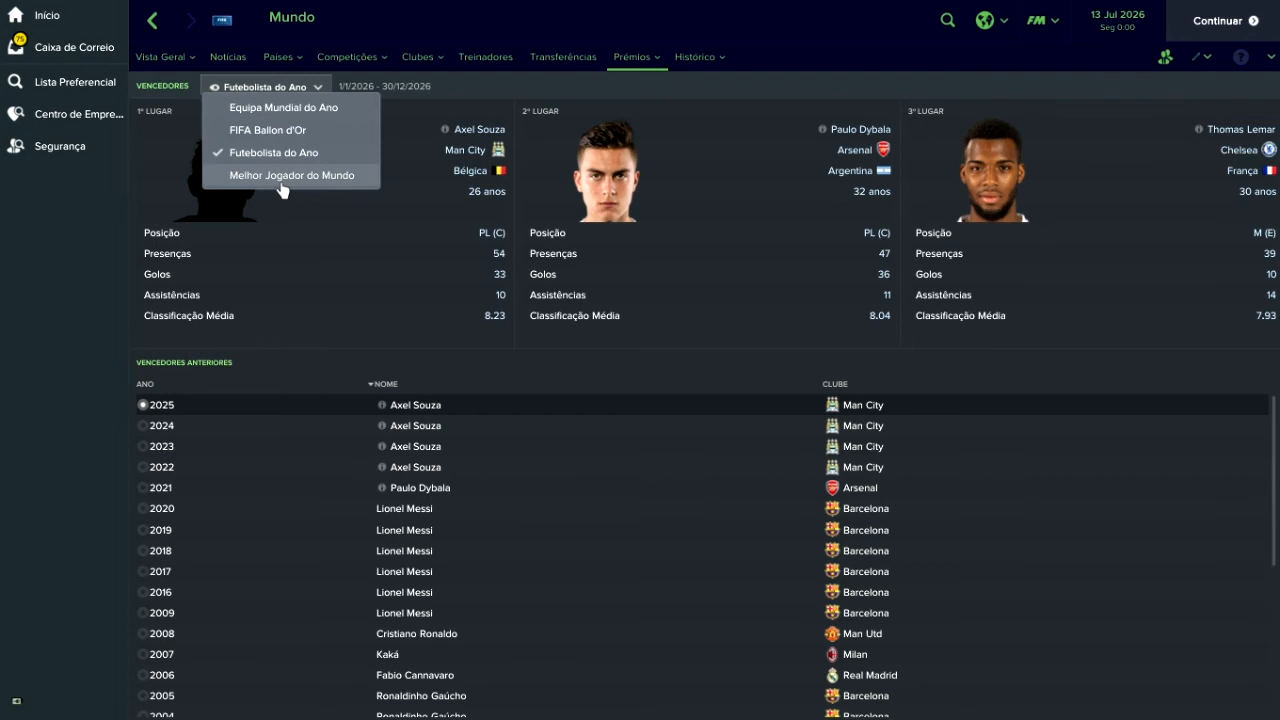 Início
Mundo
13 Jul 2026
Seg 0:00
Continuar
75
Caixa de Correio
Vista Geral
Notícias
Países
Competições
Clubes
Treinadores
Transferências
Prémios
Histórico
Lista Preferencial
Centro de Empre...
Segurança
VENCEDORES
Futebolista do Ano
1/1/2026 - 30/12/2026
Equipa Mundial do Ano
FIFA Ballon d'Or
Futebolista do Ano
Melhor Jogador do Mundo
1º LUGAR
Axel Souza
Man City
Bélgica
26 anos
Posição PL (C)
Presenças 54
Golos 33
Assistências 10
Classificação Média 8.23
2º LUGAR
Paulo Dybala
Arsenal
Argentina
32 anos
Posição PL (C)
Presenças 47
Golos 36
Assistências 11
Classificação Média 8.04
3º LUGAR
Thomas Lemar
Chelsea
França
30 anos
Posição M (E)
Presenças 39
Golos 10
Assistências 14
Classificação Média 7.93
VENCEDORES ANTERIORES
ANO NOME CLUBE
2025 Axel Souza Man City
2024 Axel Souza Man City
2023 Axel Souza Man City
2022 Axel Souza Man City
2021 Paulo Dybala Arsenal
2020 Lionel Messi Barcelona
2019 Lionel Messi Barcelona
2018 Lionel Messi Barcelona
2017 Lionel Messi Barcelona
2016 Lionel Messi Barcelona
2009 Lionel Messi Barcelona
2008 Cristiano Ronaldo Man Utd
2007 Kaká Milan
2006 Fabio Cannavaro Real Madrid
2005 Ronaldinho Gaúcho Barcelona
2004 Ronaldinho Gaúcho Barcelona